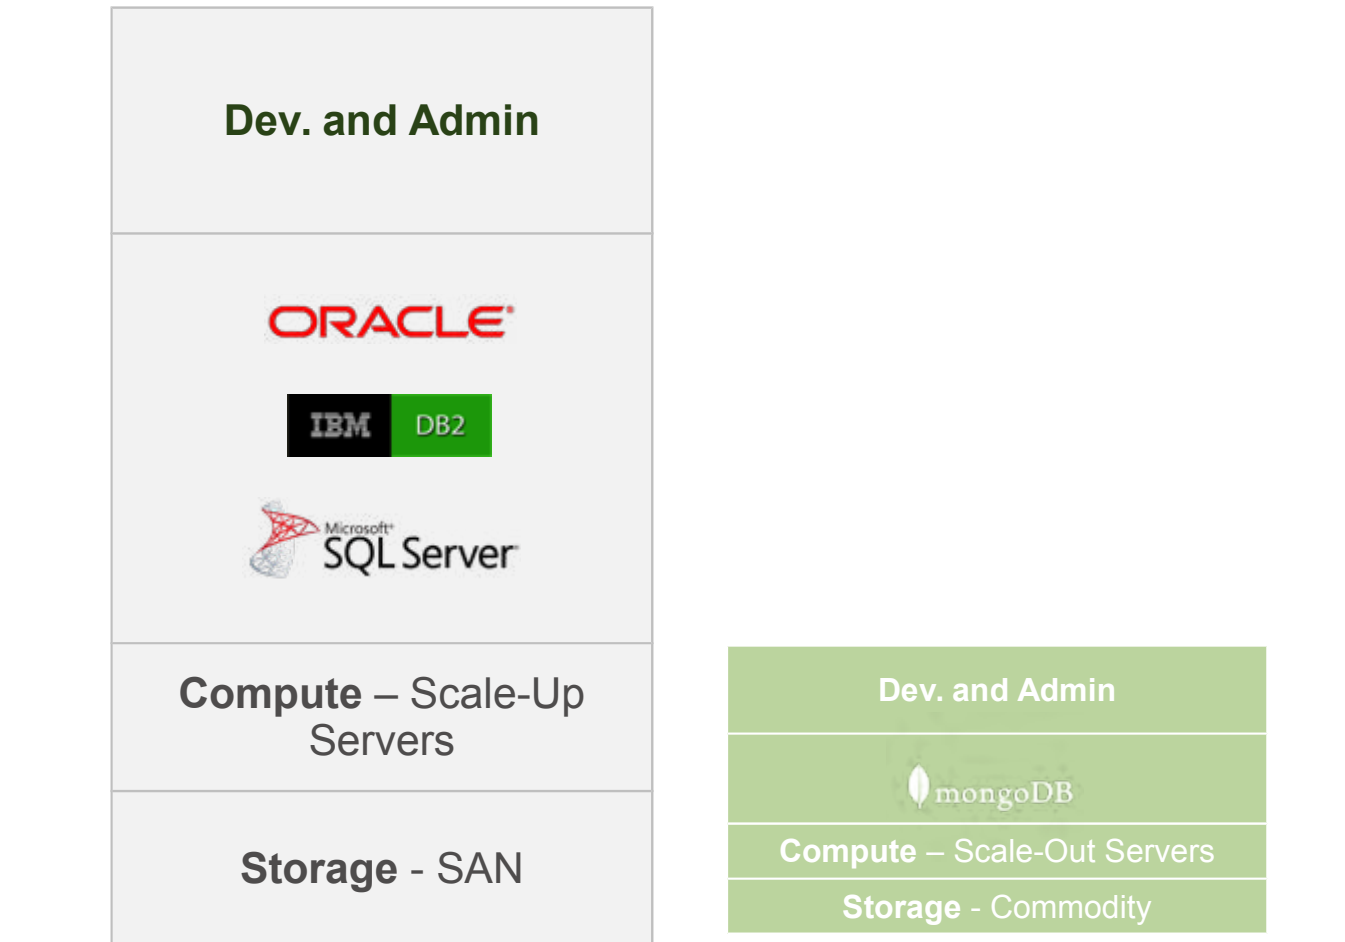 Dev. and Admin
ORACLE®
IBM DB2
Microsoft®
SQL Server
Compute – Scale-Up
Servers
Storage - SAN
Dev. and Admin
mongoDB
Compute – Scale-Out Servers
Storage - Commodity